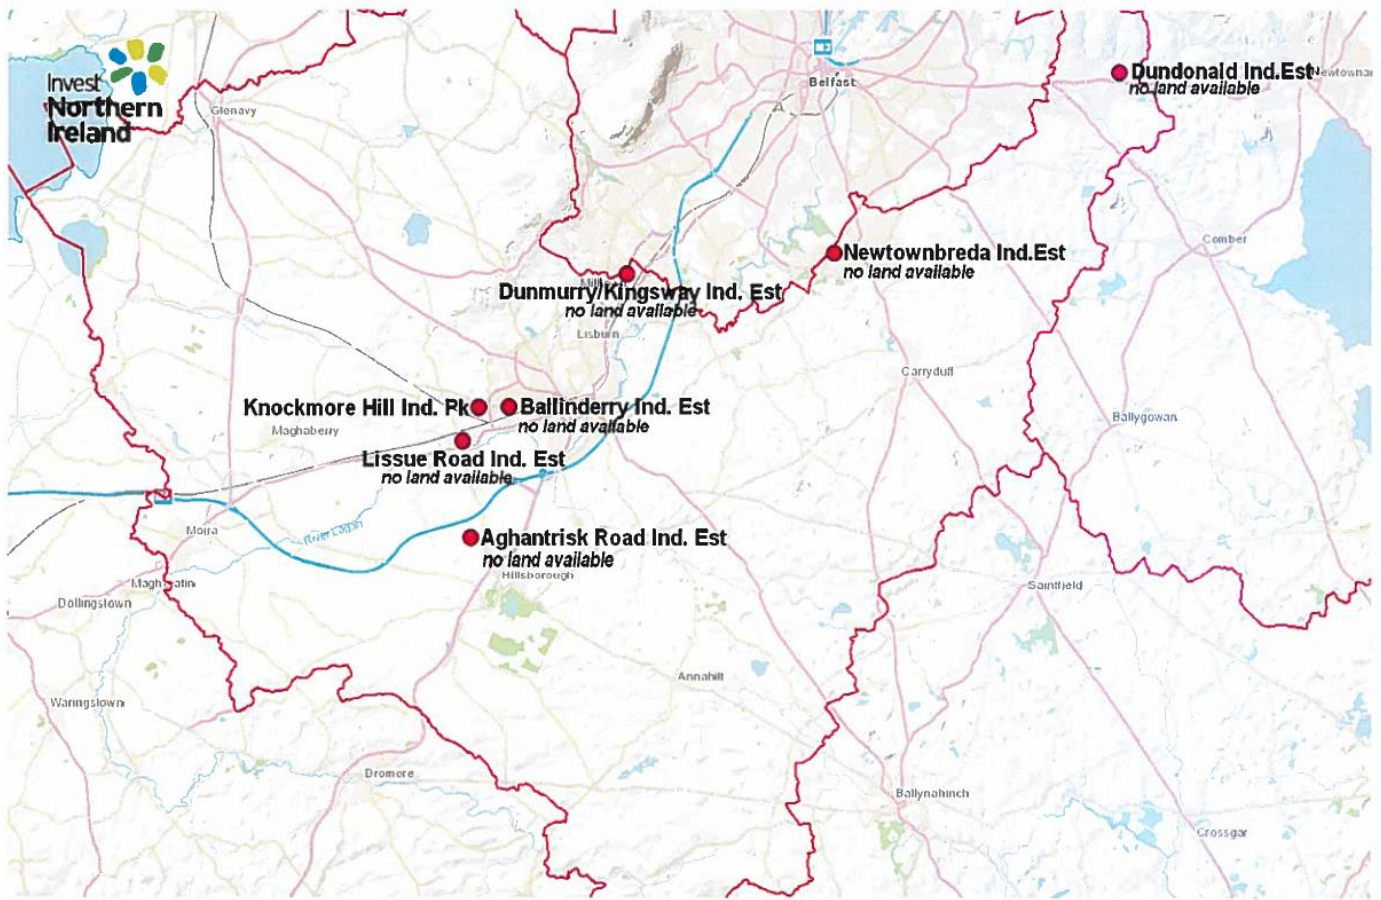 Invest
Northern
Ireland
Glenavy
Belfast
Dundonald Ind.Est
no land available
Comber
Newtownbreda Ind.Est
no land available
Dunmurry/Kingsway Ind. Est
no land available
Lisburn
Carryduff
Knockmore Hill Ind. Pk
Ballinderry Ind. Est
no land available
Maghaberry
Ballygowan
Lissue Road Ind. Est
no land available
Moira
River Lagan
Aghantrisk Road Ind. Est
no land available
Hillsborough
Dollingstown
Saintfield
Annahilt
Waringstown
Dromore
Ballynahinch
Crossgar